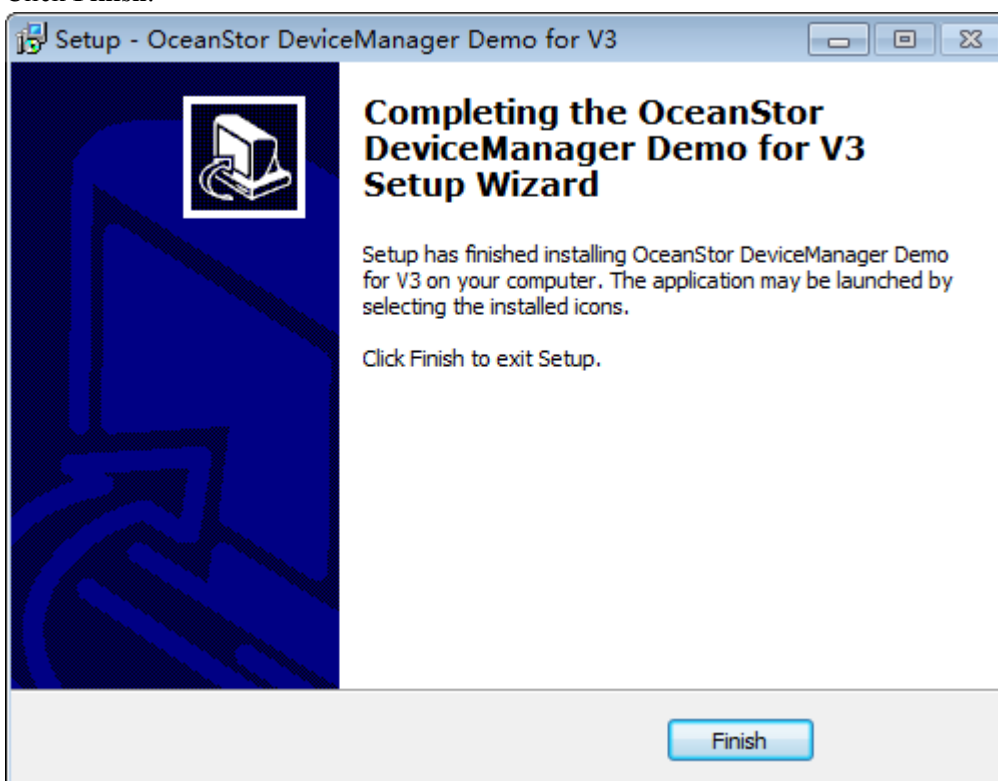 Setup - OceanStor DeviceManager Demo for V3
Completing the OceanStor
DeviceManager Demo for V3
Setup Wizard
Setup has finished installing OceanStor DeviceManager Demo
for V3 on your computer. The application may be launched by
selecting the installed icons.
Click Finish to exit Setup.
Finish